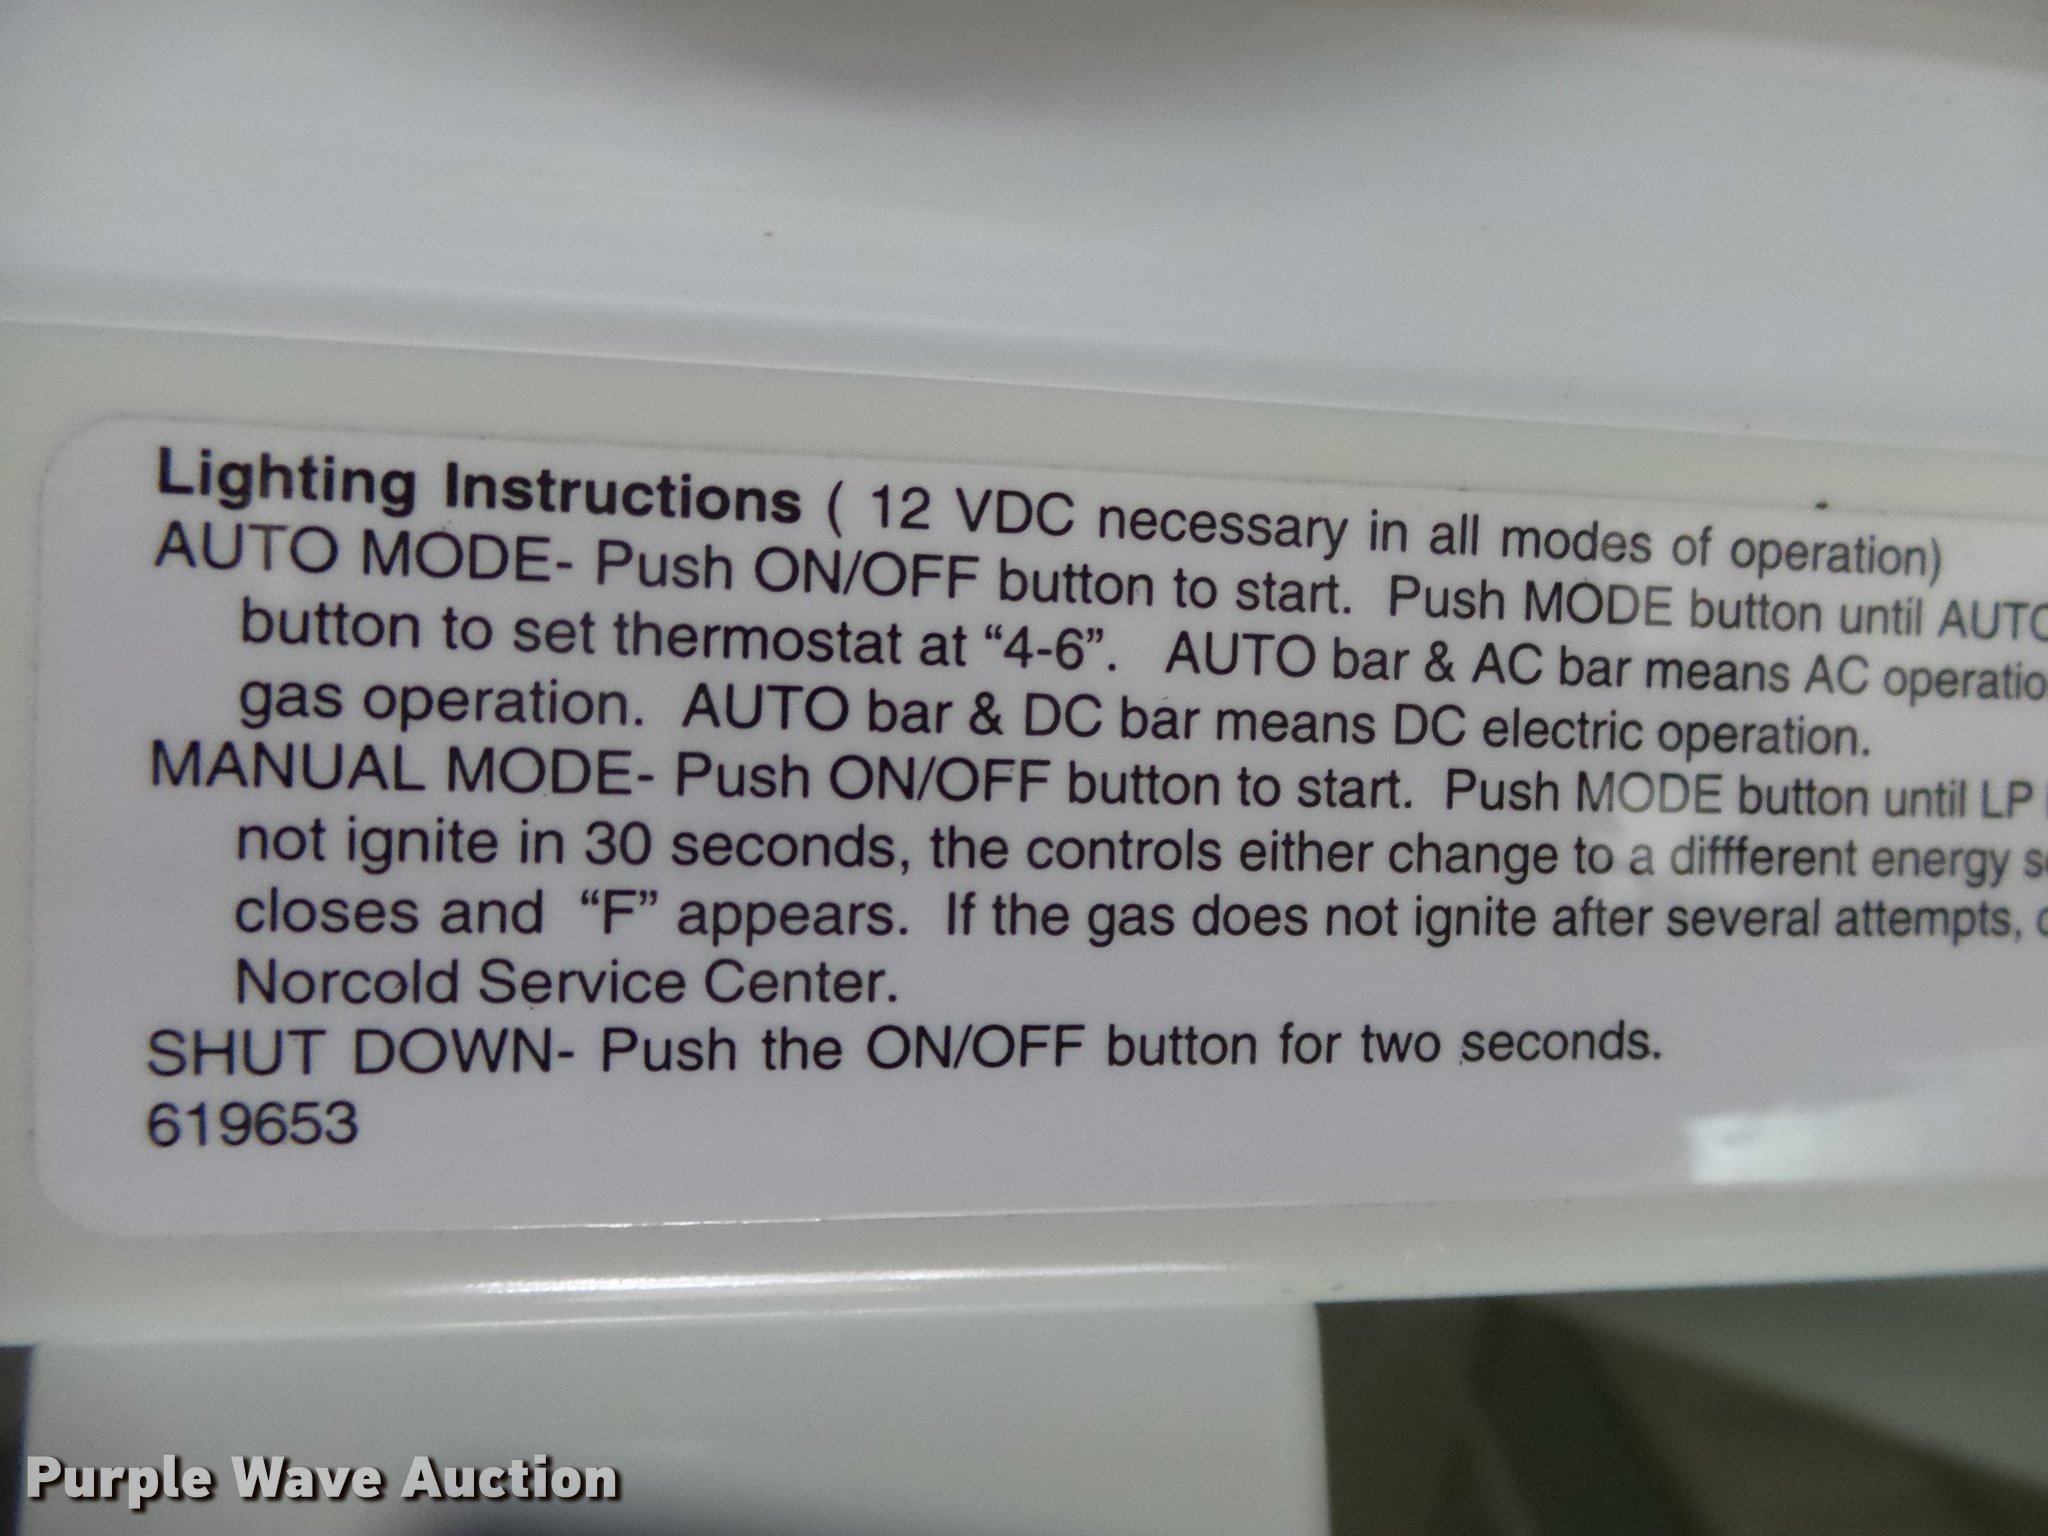 Lighting Instructions ( 12 VDC necessary in all modes of operation)
AUTO MODE- Push ON/OFF button to start. Push MODE button until AUTO
button to set thermostat at “4-6”. AUTO bar & AC bar means AC operatio
gas operation. AUTO bar & DC bar means DC electric operation.
MANUAL MODE- Push ON/OFF button to start. Push MODE button until LP
not ignite in 30 seconds, the controls either change to a diffferent energy s
closes and “F” appears. If the gas does not ignite after several attempts,
Norcold Service Center.
SHUT DOWN- Push the ON/OFF button for two seconds.
619653
Purple Wave Auction